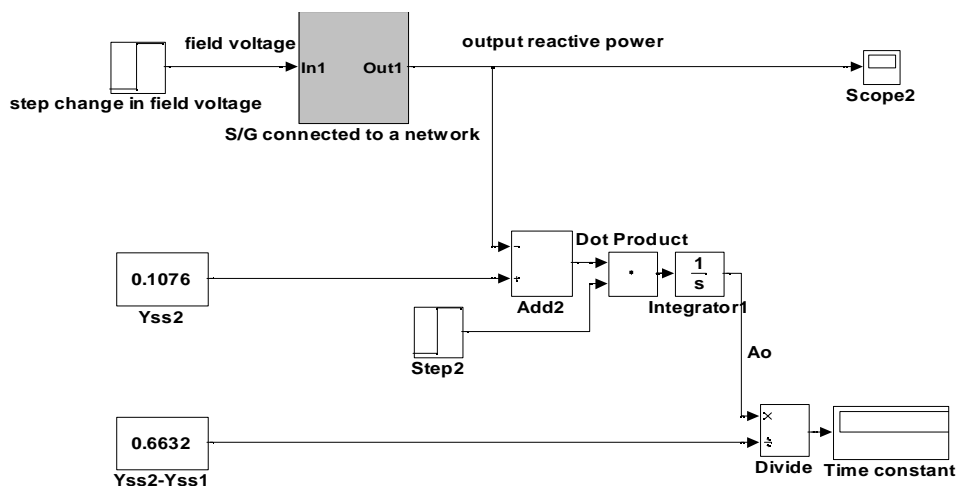 field voltage
output reactive power
In1
Out1
step change in field voltage
Scope2
S/G connected to a network
Dot Product
−
+
0.1076
Yss2
Add2
1
s
Integrator1
Step2
Ao
0.6632
Yss2-Yss1
×
÷
Divide
Time constant